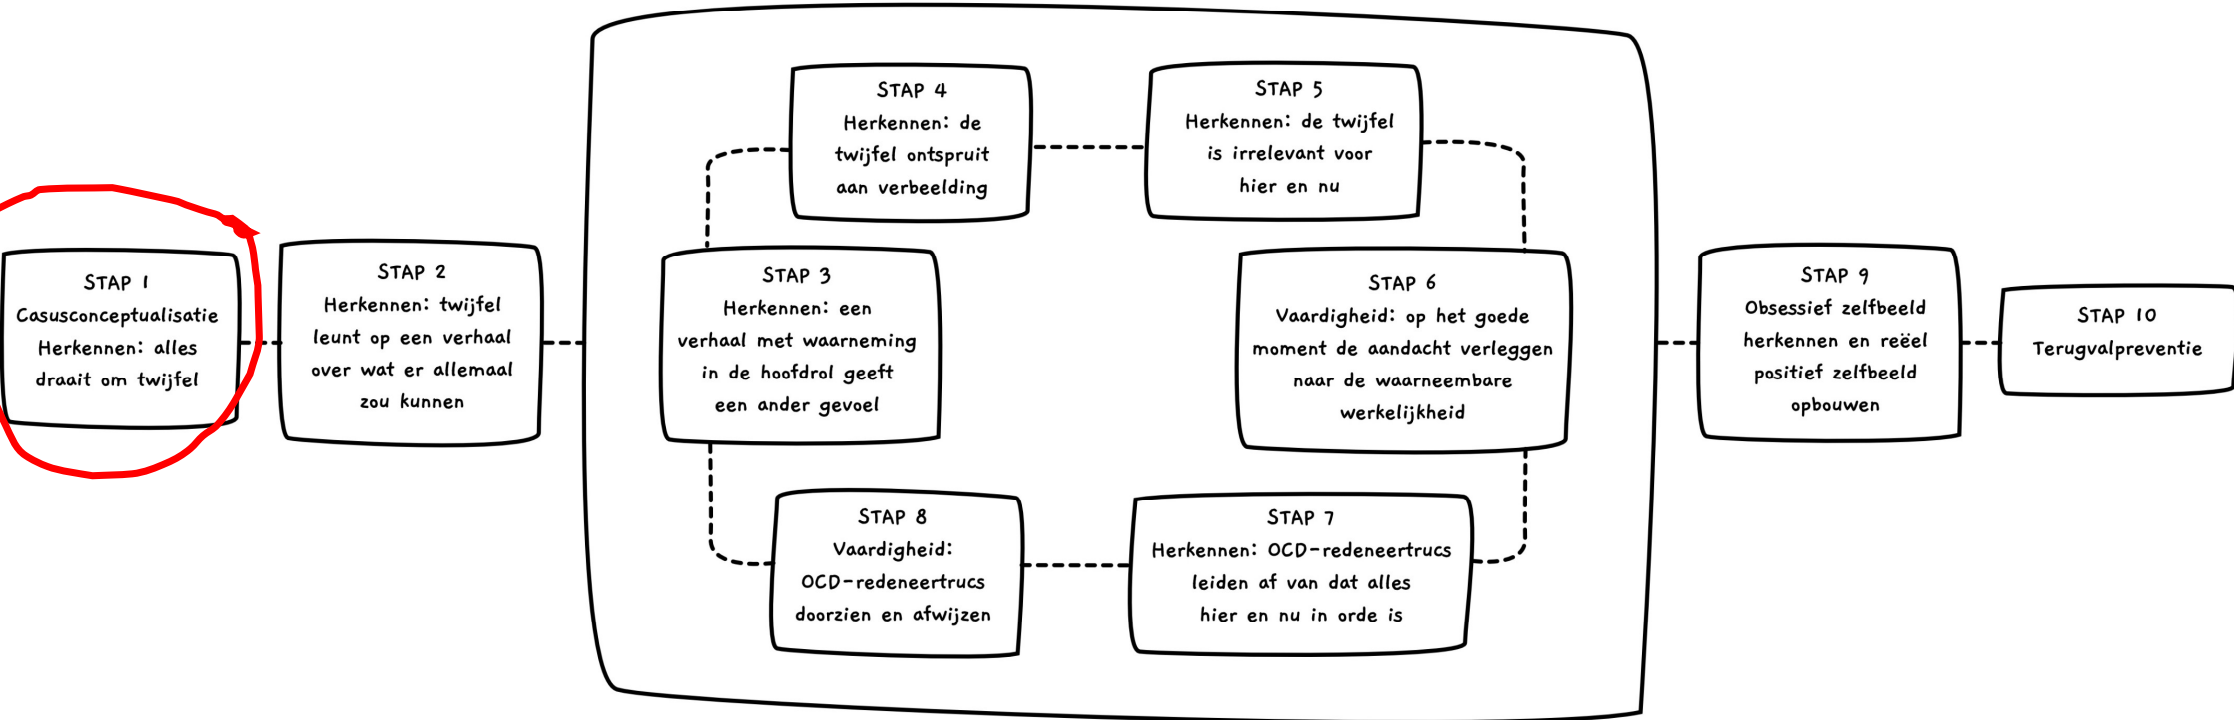 STAP 1
Casusconceptualisatie
Herkennen: alles
draait om twijfel
STAP 2
Herkennen: twijfel
leunt op een verhaal
over wat er allemaal
zou kunnen
STAP 3
Herkennen: een
verhaal met waarneming
in de hoofdrol geeft
een ander gevoel
STAP 4
Herkennen: de
twijfel ontspruit
aan verbeelding
STAP 5
Herkennen: de twijfel
is irrelevant voor
hier en nu
STAP 6
Vaardigheid: op het goede
moment de aandacht verleggen
naar de waarneembare
werkelijkheid
STAP 7
Herkennen: OCD-redeneertrucs
leiden af van dat alles
hier en nu in orde is
STAP 8
Vaardigheid:
OCD-redeneertrucs
doorzien en afwijzen
STAP 9
Obsessief zelfbeeld
herkennen en reëel
positief zelfbeeld
opbouwen
STAP 10
Terugvalpreventie